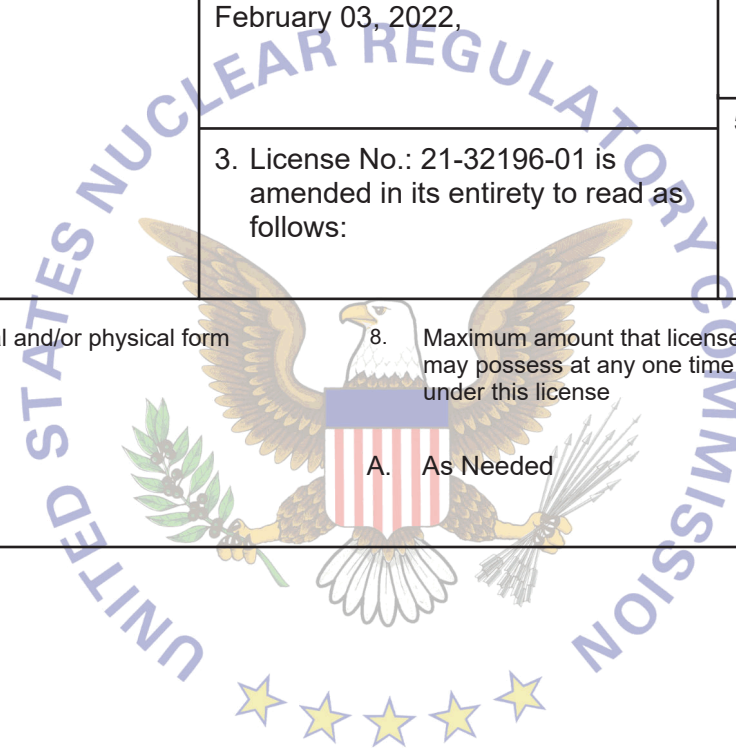 February 03, 2022,
3. License No.: 21-32196-01 is
amended in its entirety to read as
follows:
and/or physical form
8. Maximum amount that license
may possess at any one time
under this license
A. As Needed
UNITED STATES NUCLEAR REGULATORY COMMISSION